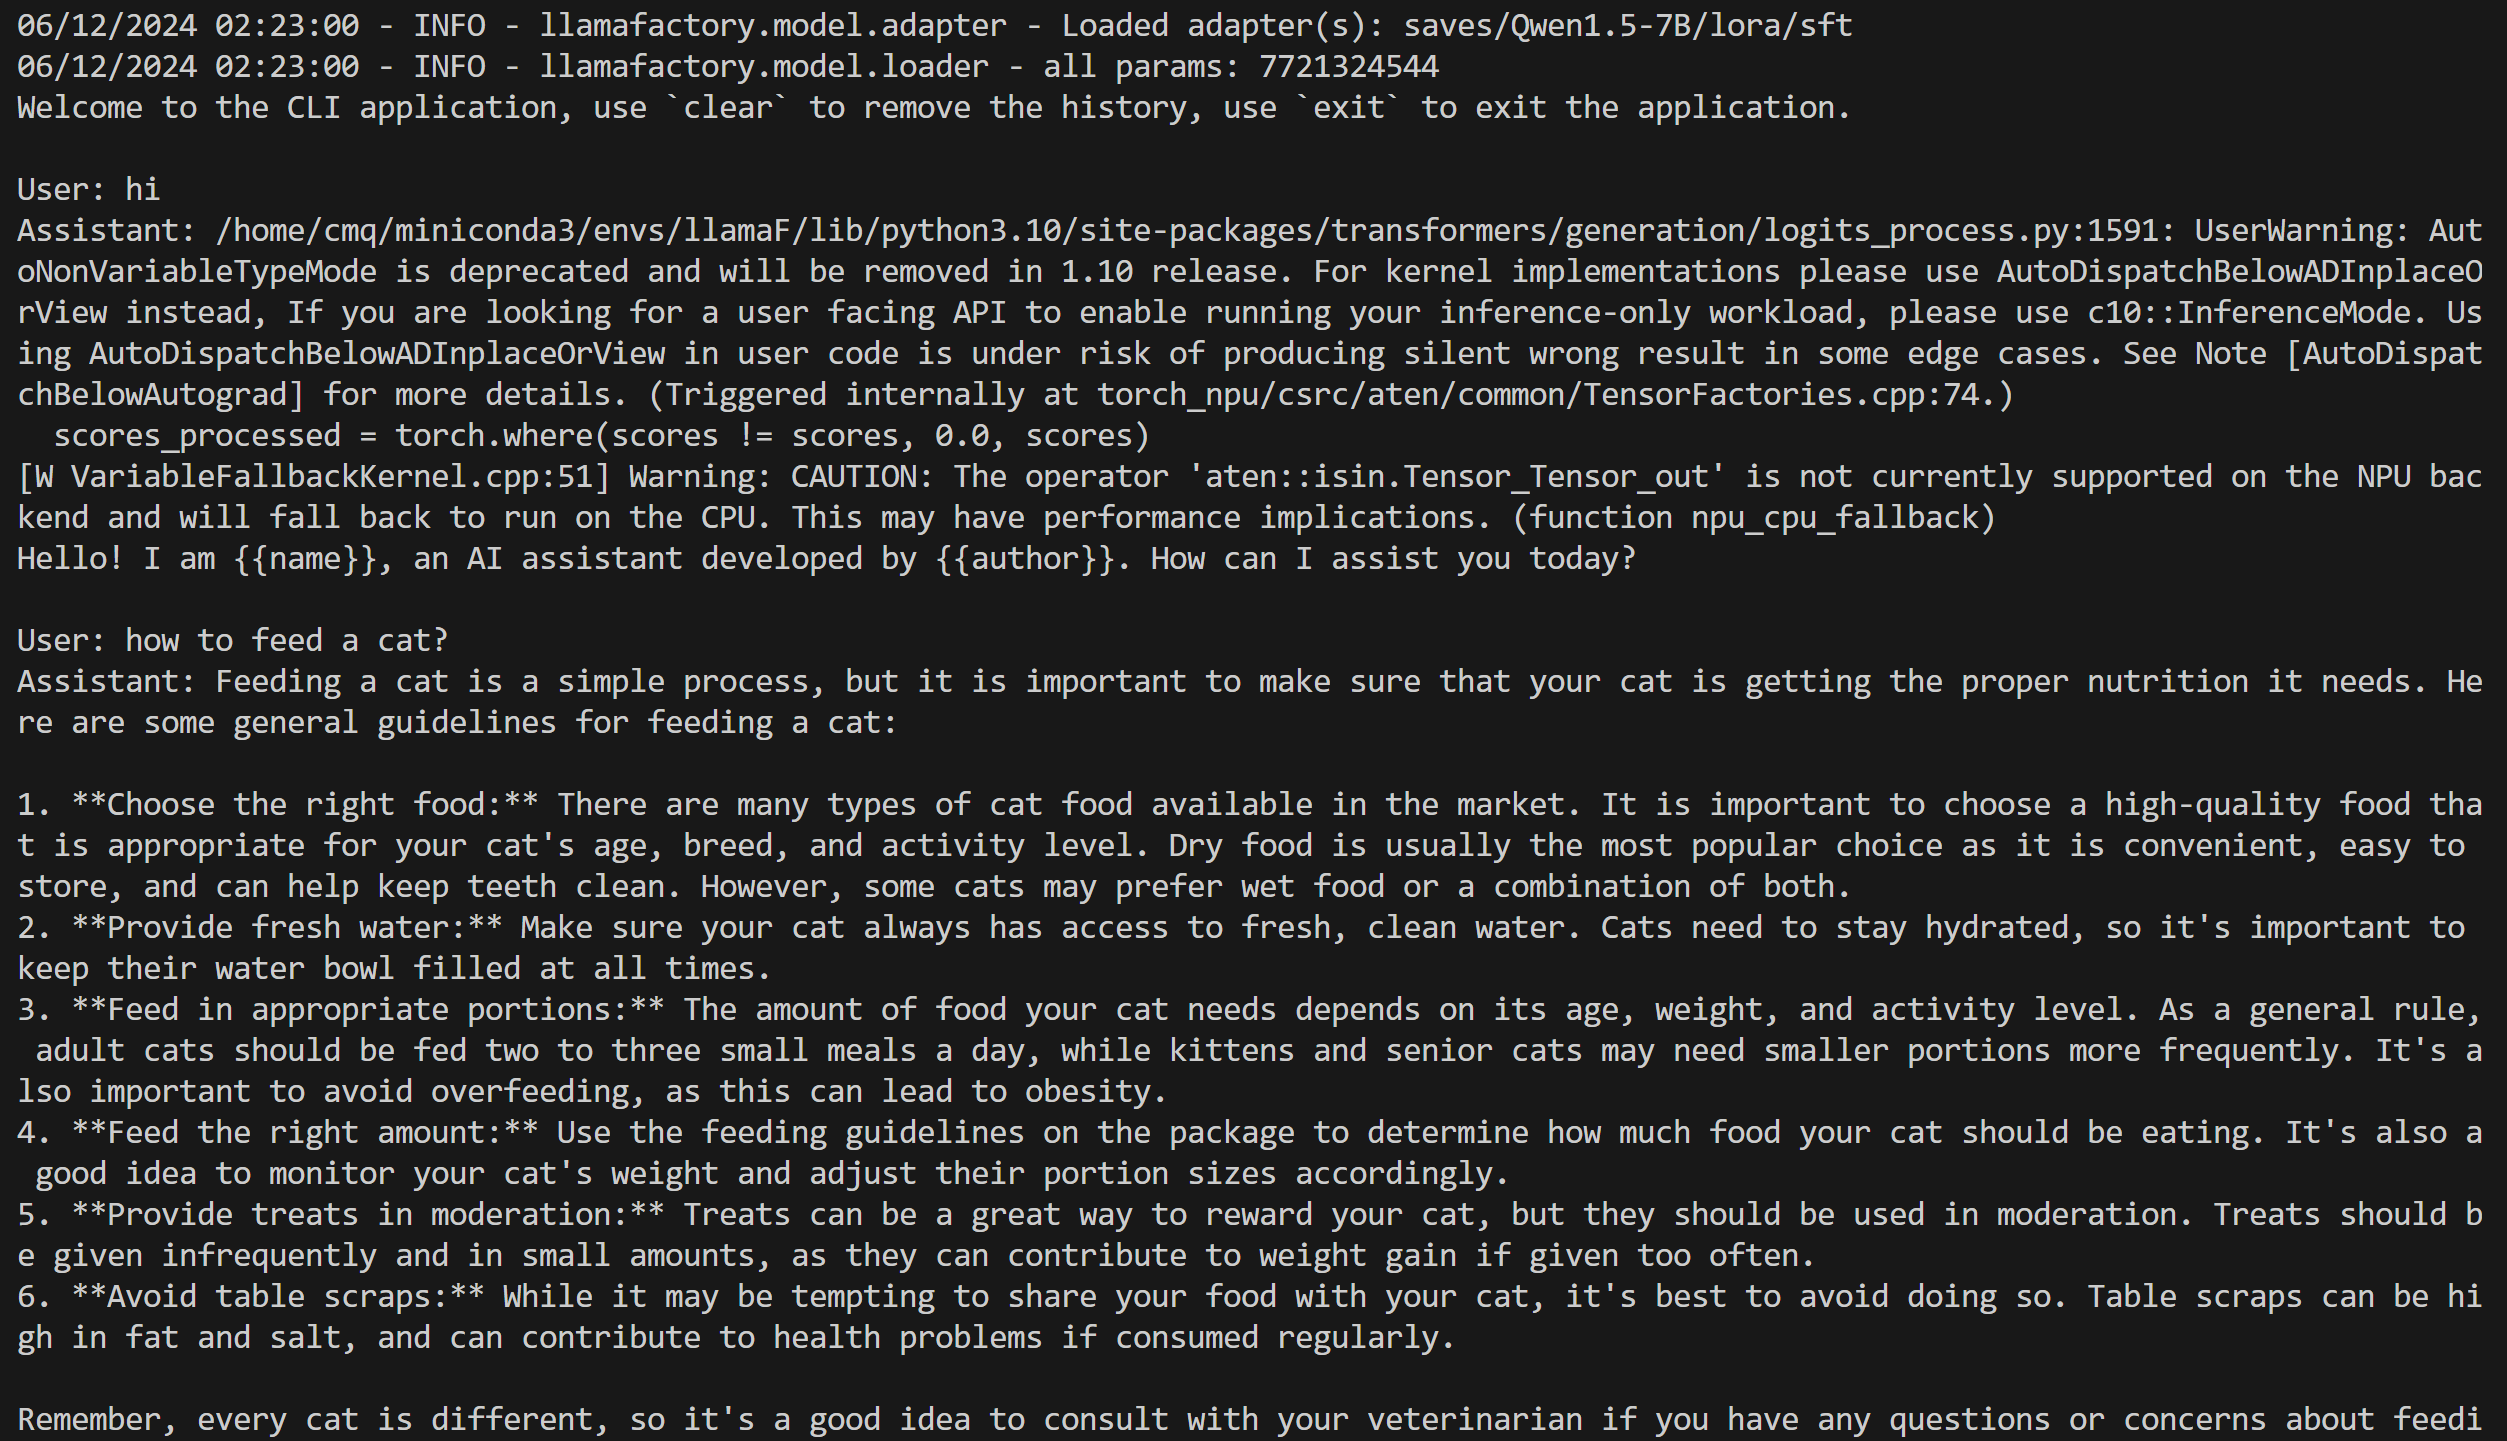 06/12/2024 02:23:00 - INFO - llamafactory.model.adapter - Loaded adapter(s): saves/Qwen1.5-7B/lora/sft
06/12/2024 02:23:00 - INFO - llamafactory.model.loader - all params: 7721324544
Welcome to the CLI application, use `clear` to remove the history, use `exit` to exit the application.

User: hi
Assistant: /home/cmq/miniconda3/envs/llamaF/lib/python3.10/site-packages/transformers/generation/logits_process.py:1591: UserWarning: Aut
oNonVariableTypeMode is deprecated and will be removed in 1.10 release. For kernel implementations please use AutoDispatchBelowADInplaceO
rView instead, If you are looking for a user facing API to enable running your inference-only workload, please use c10::InferenceMode. Us
ing AutoDispatchBelowADInplaceOrView in user code is under risk of producing silent wrong result in some edge cases. See Note [AutoDispat
chBelowAutograd] for more details. (Triggered internally at torch_npu/csrc/aten/common/TensorFactories.cpp:74.)
  scores_processed = torch.where(scores != scores, 0.0, scores)
[W VariableFallbackKernel.cpp:51] Warning: CAUTION: The operator 'aten::isin.Tensor_Tensor_out' is not currently supported on the NPU bac
kend and will fall back to run on the CPU. This may have performance implications. (function npu_cpu_fallback)
Hello! I am {{name}}, an AI assistant developed by {{author}}. How can I assist you today?

User: how to feed a cat?
Assistant: Feeding a cat is a simple process, but it is important to make sure that your cat is getting the proper nutrition it needs. He
re are some general guidelines for feeding a cat:

1. **Choose the right food:** There are many types of cat food available in the market. It is important to choose a high-quality food tha
t is appropriate for your cat's age, breed, and activity level. Dry food is usually the most popular choice as it is convenient, easy to
store, and can help keep teeth clean. However, some cats may prefer wet food or a combination of both.
2. **Provide fresh water:** Make sure your cat always has access to fresh, clean water. Cats need to stay hydrated, so it's important to
keep their water bowl filled at all times.
3. **Feed in appropriate portions:** The amount of food your cat needs depends on its age, weight, and activity level. As a general rule,
 adult cats should be fed two to three small meals a day, while kittens and senior cats may need smaller portions more frequently. It's a
lso important to avoid overfeeding, as this can lead to obesity.
4. **Feed the right amount:** Use the feeding guidelines on the package to determine how much food your cat should be eating. It's also a
 good idea to monitor your cat's weight and adjust their portion sizes accordingly.
5. **Provide treats in moderation:** Treats can be a great way to reward your cat, but they should be used in moderation. Treats should b
e given infrequently and in small amounts, as they can contribute to weight gain if given too often.
6. **Avoid table scraps:** While it may be tempting to share your food with your cat, it's best to avoid doing so. Table scraps can be hi
gh in fat and salt, and can contribute to health problems if consumed regularly.

Remember, every cat is different, so it's a good idea to consult with your veterinarian if you have any questions or concerns about feedi